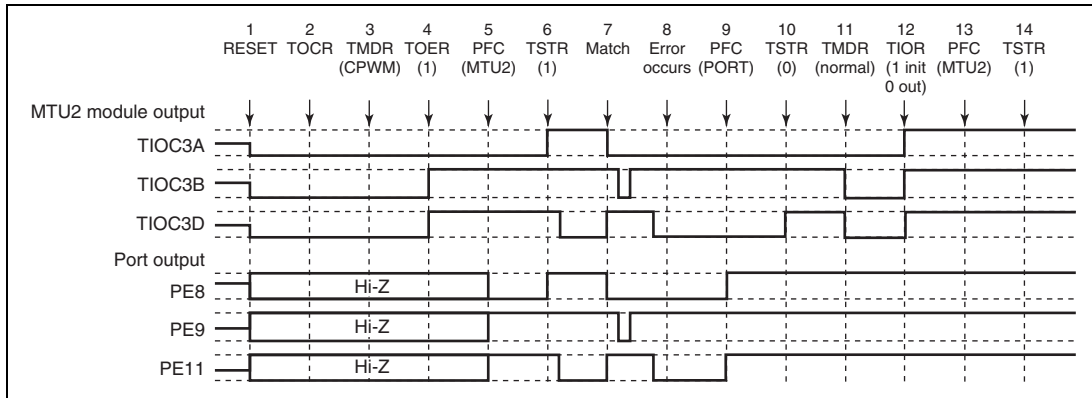 1 2 3 4 5 6 7 8 9 10 11 12 13 14
RESET TOCR TMDR TOER PFC TSTR Match Error PFC TSTR TMDR TIOR PFC TSTR
(CPWM) (1) (MTU2) (1) occurs (PORT) (0) (normal) (1 init (MTU2) (1)
0 out)
MTU2 module output
TIOC3A
TIOC3B
TIOC3D
Port output
PE8 Hi-Z
PE9 Hi-Z
PE11 Hi-Z